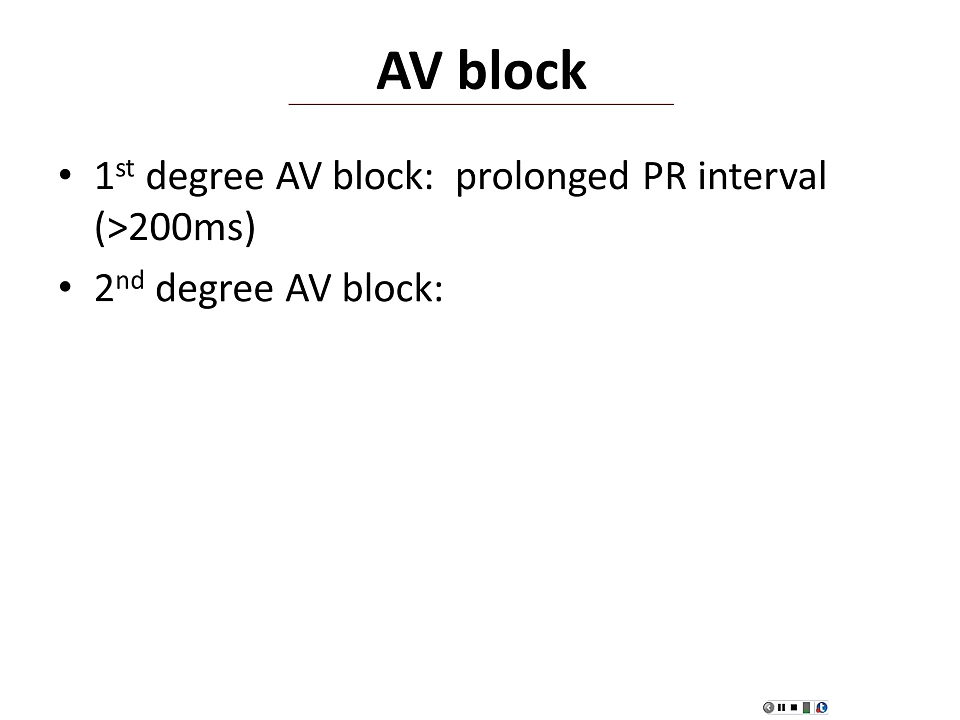 AV block
• 1st degree AV block:  prolonged PR interval
(>200ms)
• 2nd degree AV block: